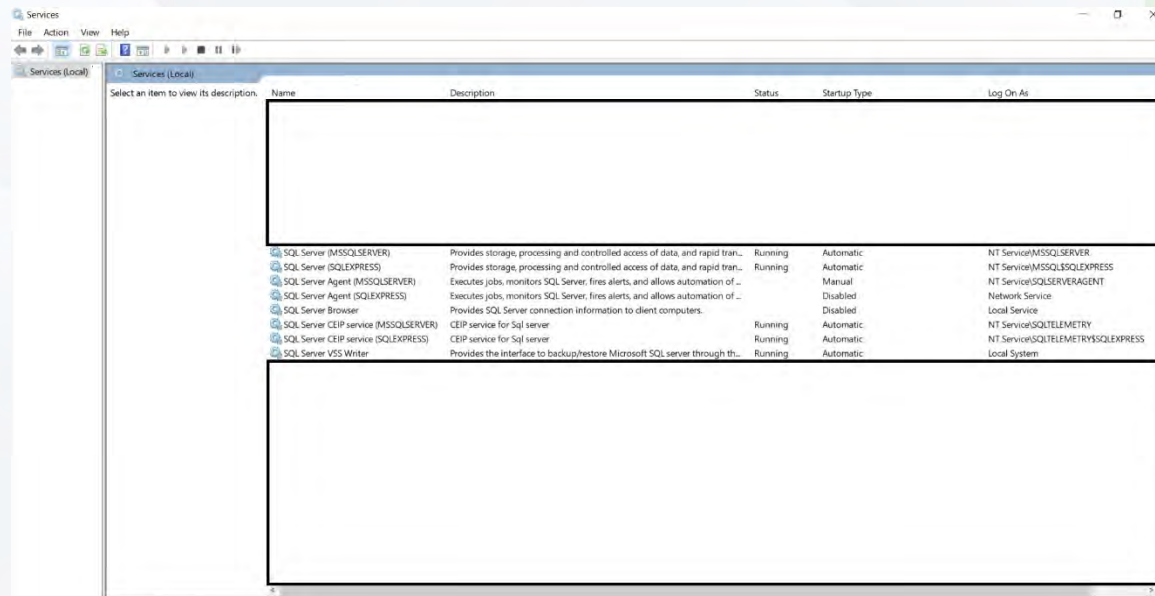 Services
File Action View Help
Services (Local)
Services (Local)
Select an item to view its description.
Name Description Status Startup Type Log On As
SQL Server (MSSQLSERVER) Provides storage, processing and controlled access of data, and rapid tran... Running Automatic NT Service\MSSQLSERVER
SQL Server (SQLEXPRESS) Provides storage, processing and controlled access of data, and rapid tran... Running Automatic NT Service\MSSQL$SQLEXPRESS
SQL Server Agent (MSSQLSERVER) Executes jobs, monitors SQL Server, fires alerts, and allows automation of ... Manual NT Service\SQLSERVERAGENT
SQL Server Agent (SQLEXPRESS) Executes jobs, monitors SQL Server, fires alerts, and allows automation of ... Disabled Network Service
SQL Server Browser Provides SQL Server connection information to client computers. Disabled Local Service
SQL Server CEIP service (MSSQLSERVER) CEIP service for Sql server Running Automatic NT Service\SQLTELEMETRY
SQL Server CEIP service (SQLEXPRESS) CEIP service for Sql server Running Automatic NT Service\SQLTELEMETRY$SQLEXPRESS
SQL Server VSS Writer Provides the interface to backup/restore Microsoft SQL server through th... Running Automatic Local System